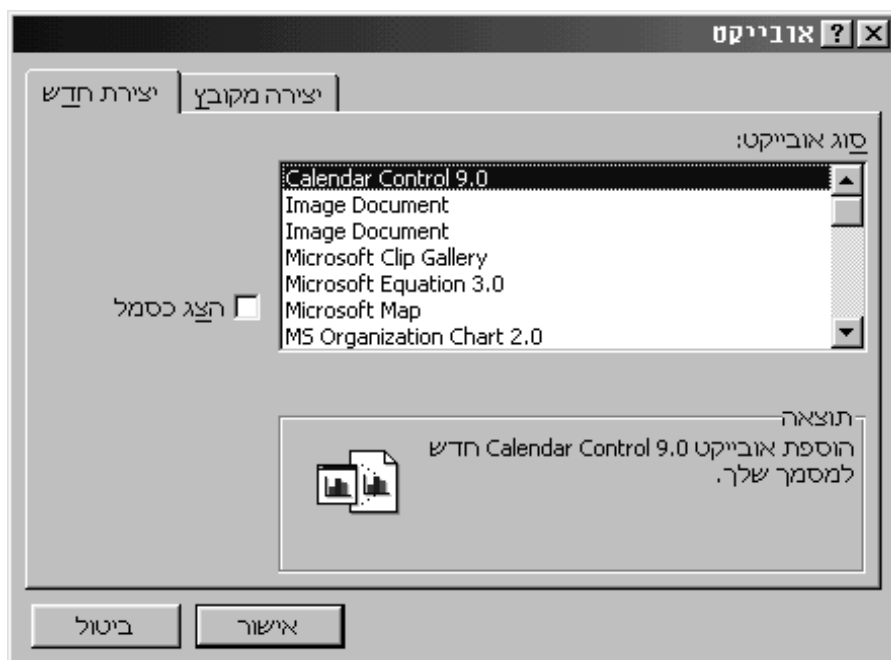 אובייקט
יצירת חדש
יצירה מקובץ
סוג אובייקט:
Calendar Control 9.0
Image Document
Image Document
Microsoft Clip Gallery
Microsoft Equation 3.0
Microsoft Map
MS Organization Chart 2.0
הצג כסמל
תוצאה
הוספת אובייקט Calendar Control 9.0 חדש
למסמך שלך.
אישור
ביטול